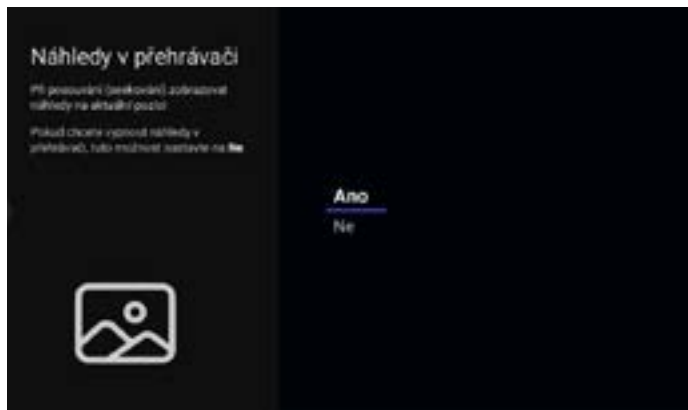 Náhledy v přehrávači
Při posouvání (seekování) zobrazovat
náhledy na aktuální pozici
Pokud chcete vypnout náhledy v
přehrávači, tuto možnost nastavte na Ne
Ano
Ne